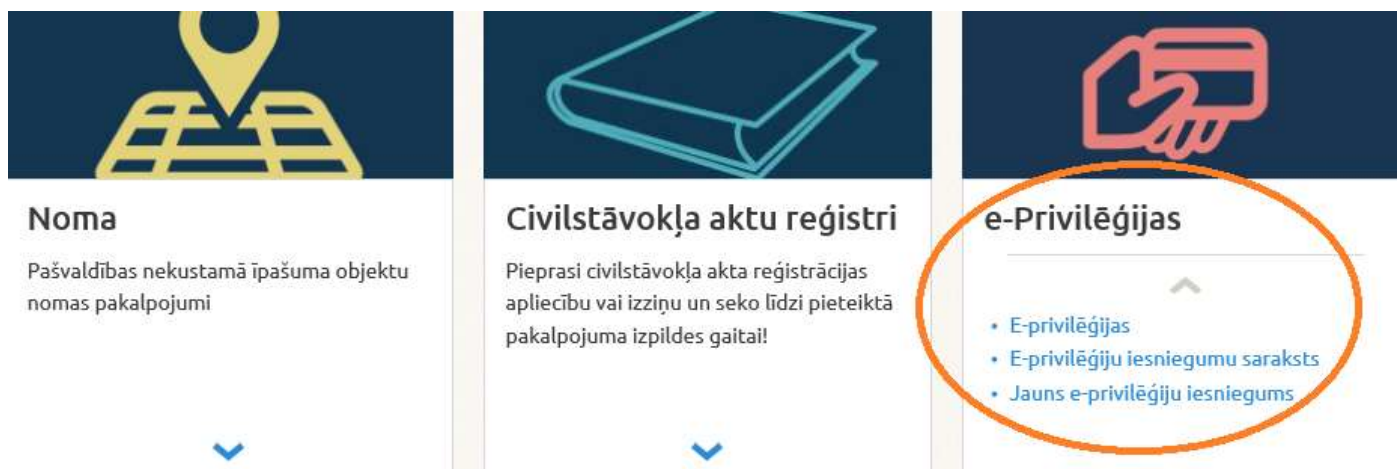 Noma
Pašvaldības nekustamā īpašuma objektu
nomas pakalpojumi
Civilstāvokļa aktu reģistri
Pieprasi civilstāvokļa akta reģistrācijas
apliecību vai izziņu un seko līdzi pieteiktā
pakalpojuma izpildes gaitai!
e-Privilēģijas
• E-privilēģijas
• E-privilēģiju iesniegumu saraksts
• Jauns e-privilēģiju iesniegums